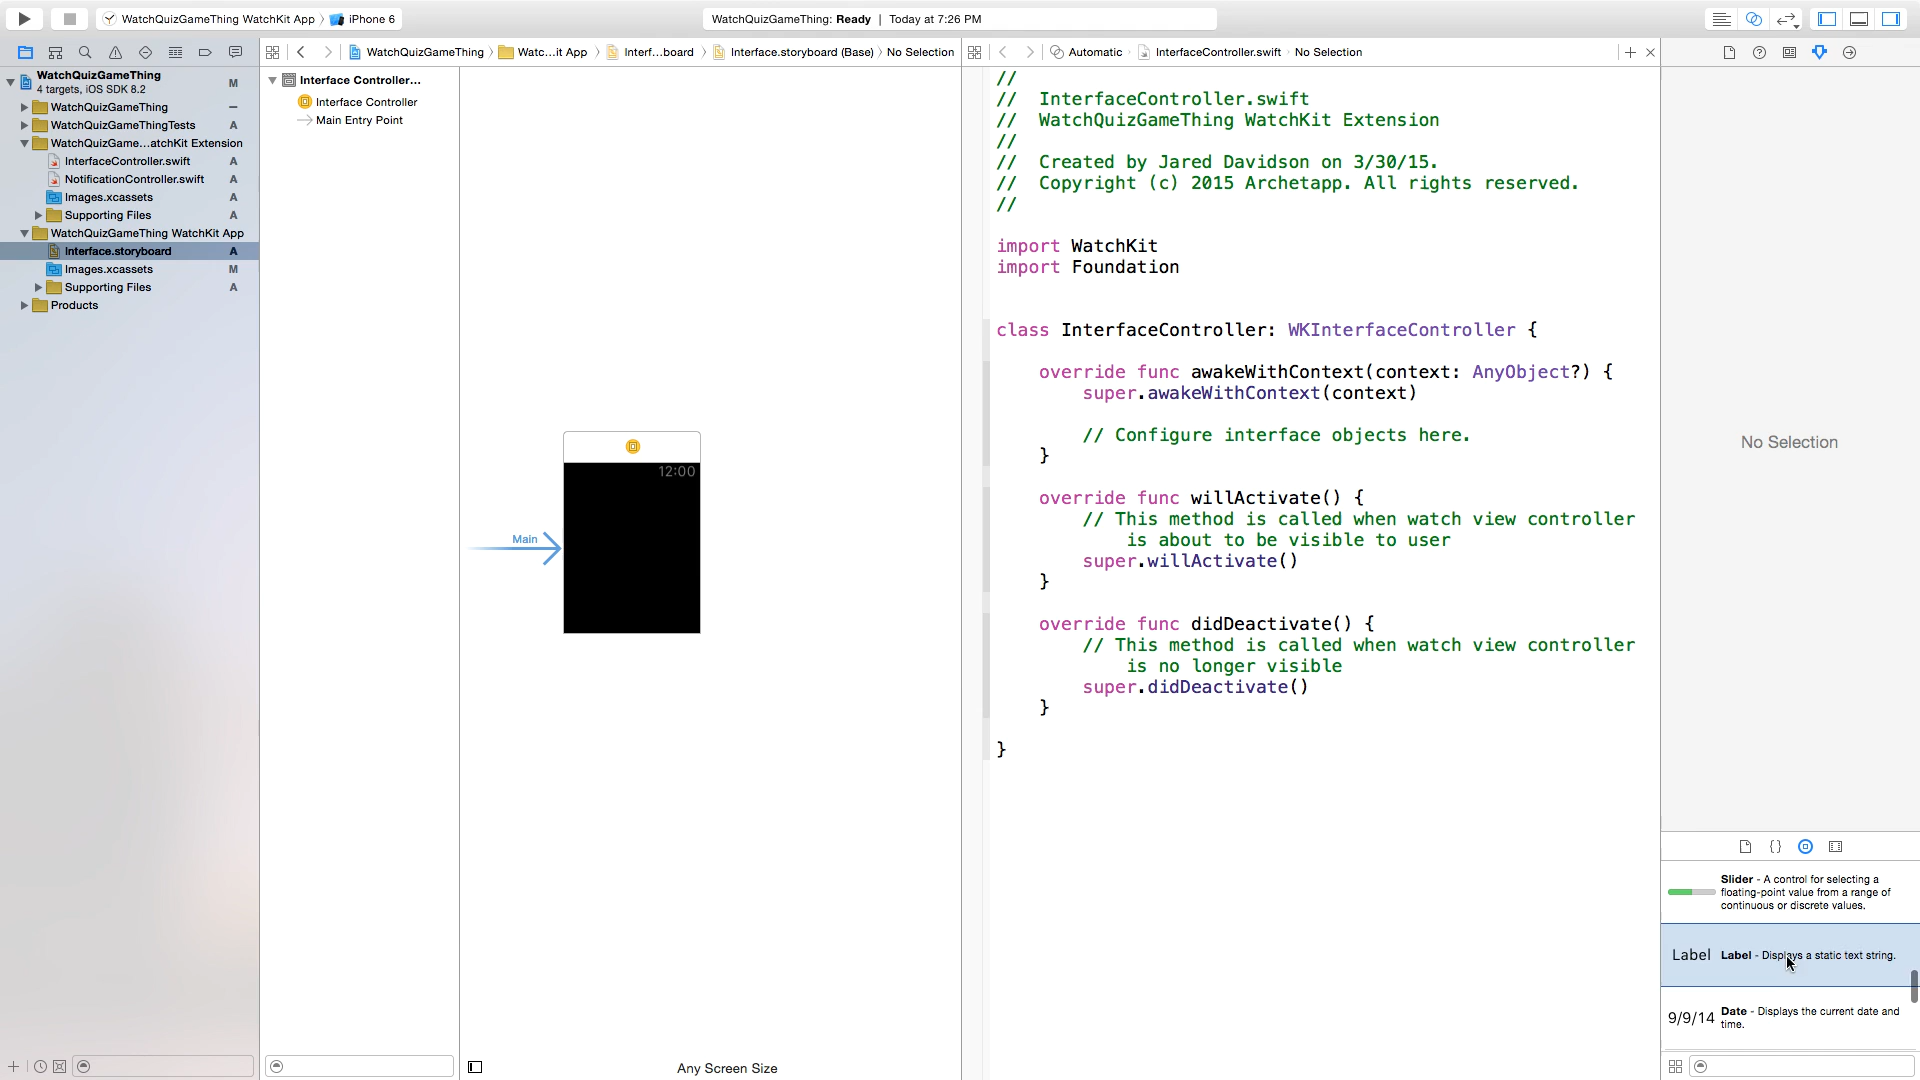 WatchQuizGameThing WatchKit App
iPhone 6
WatchQuizGameThing: Ready | Today at 7:26 PM
WatchQuizGameThing
Watc...it App
Interf...board
Interface.storyboard (Base)
No Selection
Automatic
InterfaceController.swift
No Selection
WatchQuizGameThing
M
4 targets, iOS SDK 8.2
WatchQuizGameThing
WatchQuizGameThingTests A
WatchQuizGame...atchKit Extension
InterfaceController.swift A
NotificationController.swift A
Images.xcassets A
Supporting Files A
WatchQuizGameThing WatchKit App
Interface.storyboard A
Images.xcassets M
Supporting Files A
Products
Interface Controller...
Interface Controller
Main Entry Point
12:00
Main
Any Screen Size
//
// InterfaceController.swift
// WatchQuizGameThing WatchKit Extension
//
// Created by Jared Davidson on 3/30/15.
// Copyright (c) 2015 Archetapp. All rights reserved.
//
import WatchKit
import Foundation
class InterfaceController: WKInterfaceController {
override func awakeWithContext(context: AnyObject?) {
super.awakeWithContext(context)
// Configure interface objects here.
}
override func willActivate() {
// This method is called when watch view controller
is about to be visible to user
super.willActivate()
}
override func didDeactivate() {
// This method is called when watch view controller
is no longer visible
super.didDeactivate()
}
}
No Selection
{}
Slider - A control for selecting a
floating-point value from a range of
continuous or discrete values.
Label
Label - Displays a static text string.
9/9/14
Date - Displays the current date and
time.